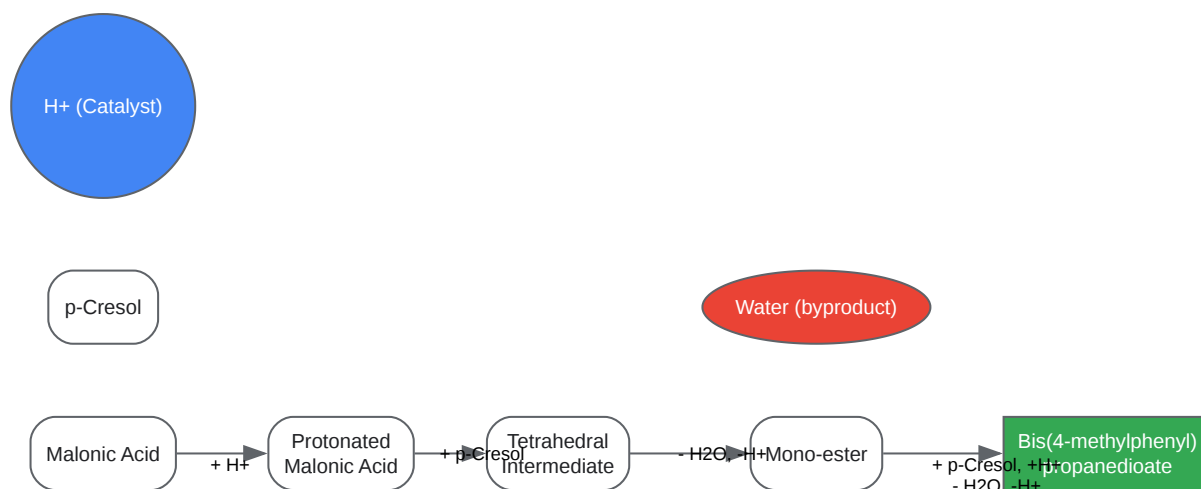 H+ (Catalyst)
p-Cresol
Water (byproduct)
Malonic Acid
+ H+
Protonated
Malonic Acid
+ p-Cresol
Tetrahedral
Intermediate
- H2O, -H+
Mono-ester
+ p-Cresol, +H+
- H2O, -H+
Bis(4-methylphenyl)
propanedioate